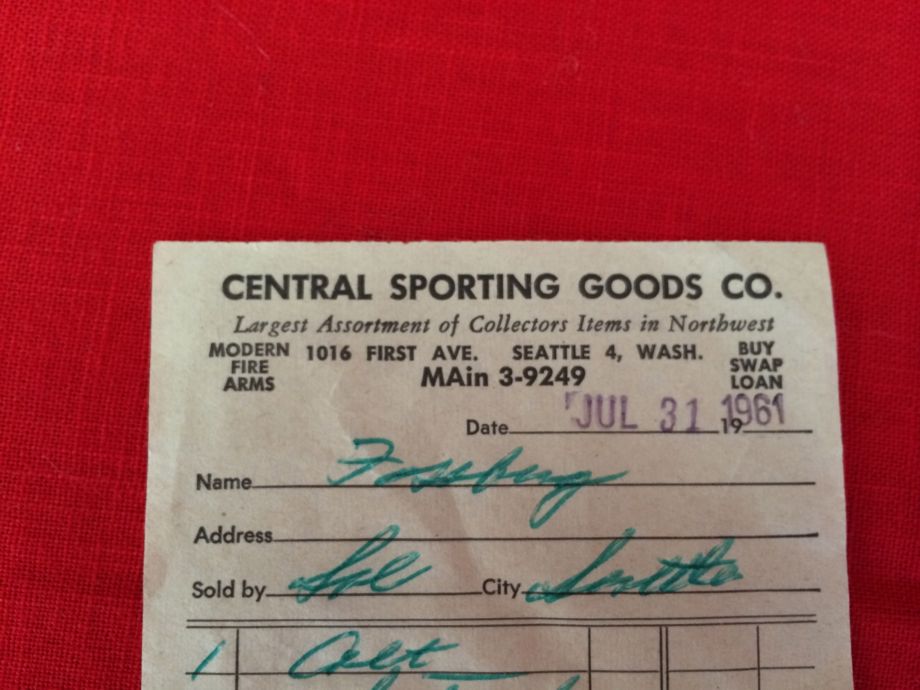 CENTRAL SPORTING GOODS CO.
Largest Assortment of Collectors Items in Northwest
MODERN FIRE ARMS
1016 FIRST AVE. SEATTLE 4, WASH.
MAin 3-9249
BUY SWAP LOAN
Date JUL 31 1961
Name Fossberg
Address
Sold by City Seattle
1 Colt